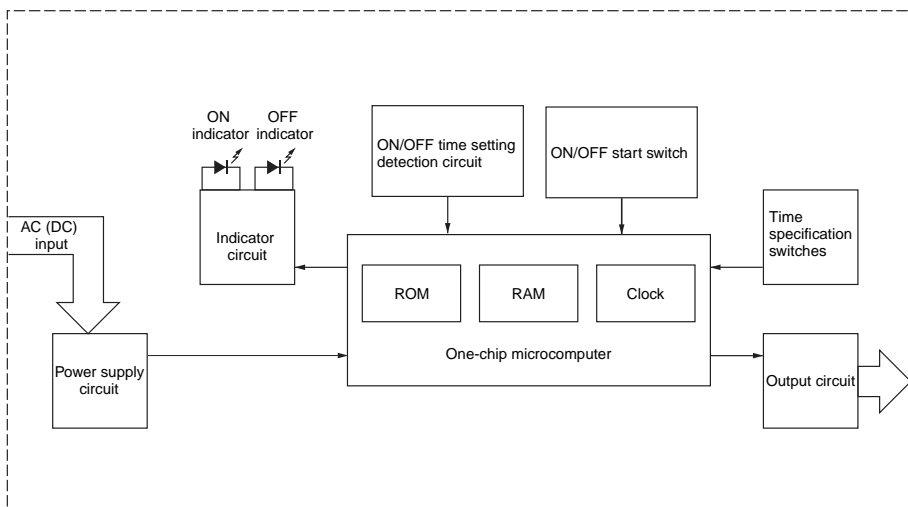 ON
indicator
OFF
indicator
ON/OFF time setting
detection circuit
ON/OFF start switch
AC (DC)
input
Indicator
circuit
Time
specification
switches
ROM
RAM
Clock
One-chip microcomputer
Power supply
circuit
Output circuit